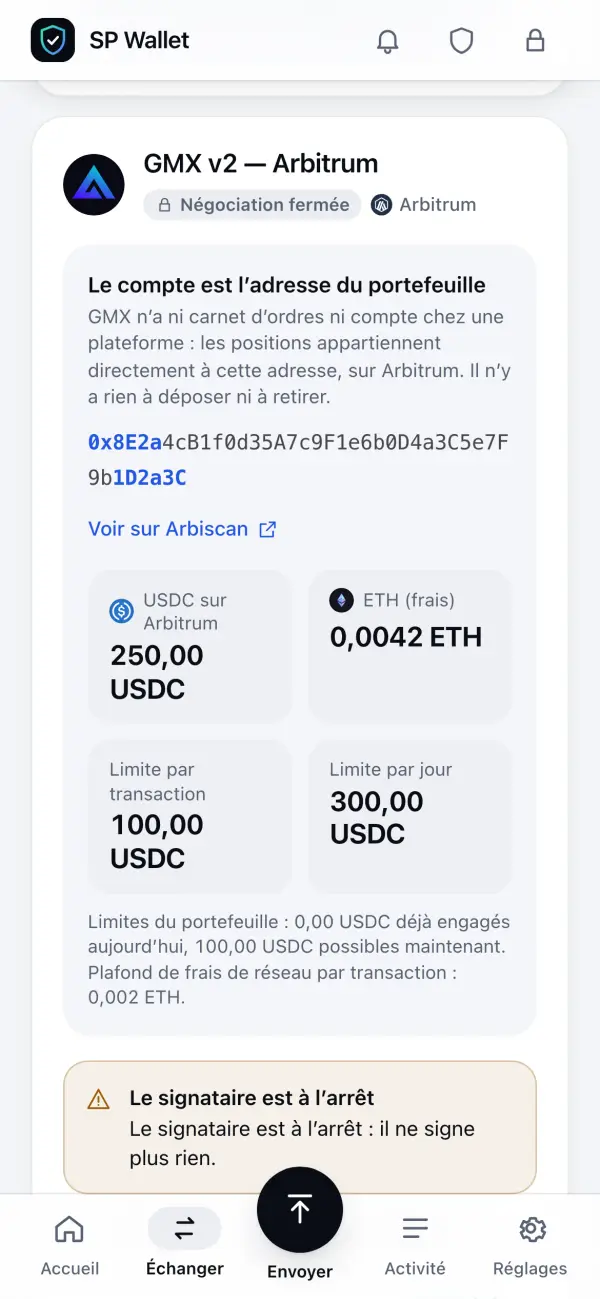 SP Wallet
GMX v2 — Arbitrum
Négociation fermée
Arbitrum
Le compte est l’adresse du portefeuille
GMX n’a ni carnet d’ordres ni compte chez une
plateforme : les positions appartiennent
directement à cette adresse, sur Arbitrum. Il n’y
a rien à déposer ni à retirer.
0x8E2a4cB1f0d35A7c9F1e6b0D4a3C5e7F
9b1D2a3C
Voir sur Arbiscan
USDC sur
Arbitrum
250,00
USDC
ETH (frais)
0,0042 ETH
Limite par
transaction
100,00
USDC
Limite par jour
300,00
USDC
Limites du portefeuille : 0,00 USDC déjà engagés
aujourd’hui, 100,00 USDC possibles maintenant.
Plafond de frais de réseau par transaction :
0,002 ETH.
Le signataire est à l’arrêt
Le signataire est à l’arrêt : il ne signe
plus rien.
Accueil
Échanger
Envoyer
Activité
Réglages